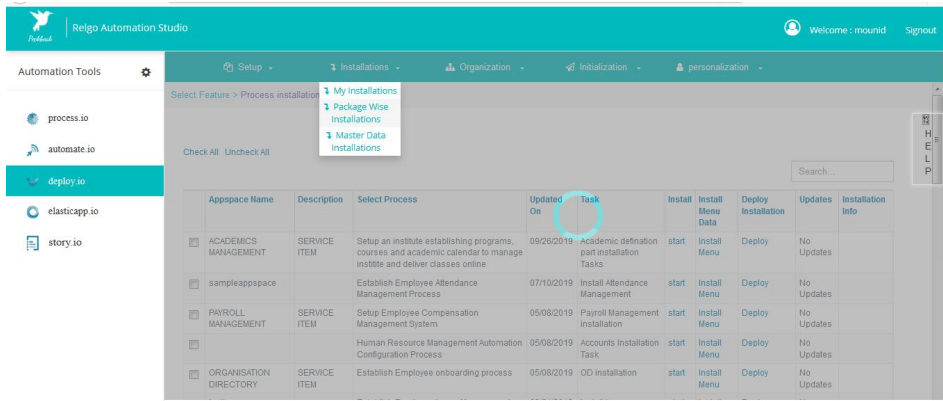 Relgo Automation Studio
Welcome : mounid
Signout
Automation Tools
Setup
Installations
Organization
Initialization
personalization
Select Feature > Process installation
My Installations
Package Wise
Installations
Master Data
Installations
process.io
automate.io
deploy.io
elasticapp.io
story.io
HELP
Check All Uncheck All
Search...
Appspace Name
Description
Select Process
Updated
On
Task
Install
Install
Menu
Data
Deploy
Installation
Updates
Installation
Info
ACADEMICS
MANAGEMENT
SERVICE
ITEM
Setup an institute establishing programs,
courses and academic calendar to manage
institite and deliver classes online
09/26/2019
Academic defination
part installation
Tasks
start
Install
Menu
Deploy
No
Updates
sampleappspace
Establish Employee Attendance
Management Process
07/10/2019
Install Attendance
Management
start
Install
Menu
Deploy
No
Updates
PAYROLL
MANAGEMENT
SERVICE
ITEM
Setup Employee Compensation
Management System
05/08/2019
Payroll Management
installation
start
Install
Menu
Deploy
No
Updates
Human Resource Management Automation
Configuration Process
05/08/2019
Accounts Installation
Task
start
Install
Menu
Deploy
No
Updates
ORGANISATION
DIRECTORY
SERVICE
ITEM
Establish Employee onboarding process
05/08/2019
OD installation
start
Install
Menu
Deploy
No
Updates